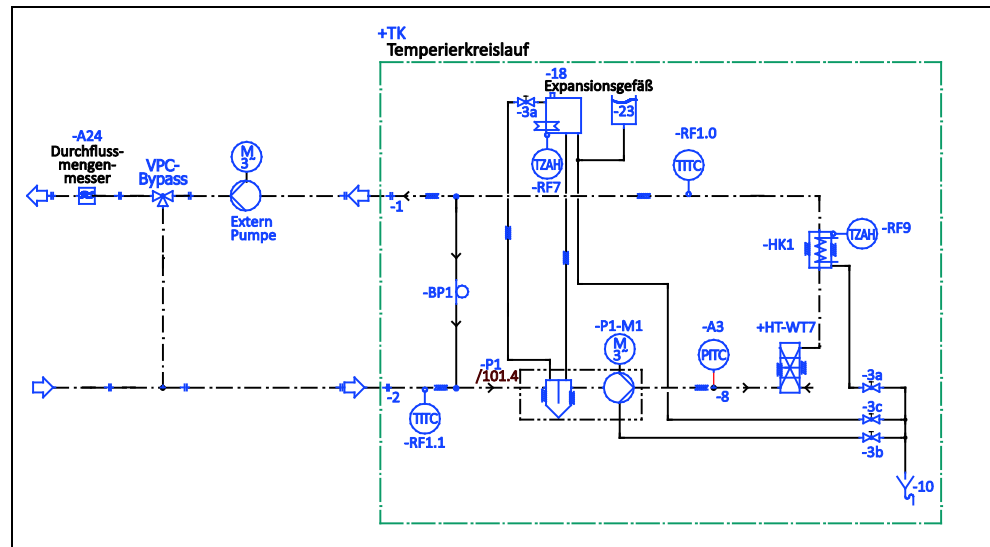 +TK
Temperierkreislauf
-18
Expansionsgefäß
-3a
-23
-A24
Durchfluss-
mengen-
messer
VPC-
Bypass
M
3~
Extern
Pumpe
TZAH
-RF7
-RF1.0
TITC
-1
-HK1
TZAH
-RF9
-BP1
-P1
/101.4
-P1-M1
M
3~
-A3
PITC
+HT-WT7
-2
-8
TITC
-RF1.1
-3a
-3c
-3b
-10